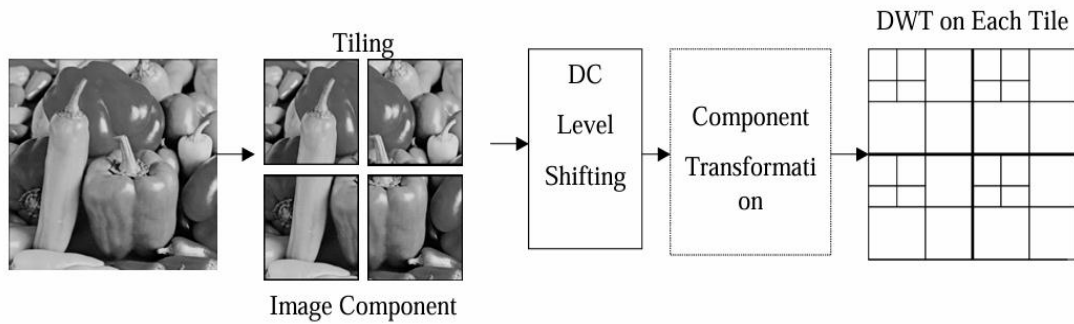 Tiling
Image Component
DC
Level
Shifting
Component
Transformati
on
DWT on Each Tile